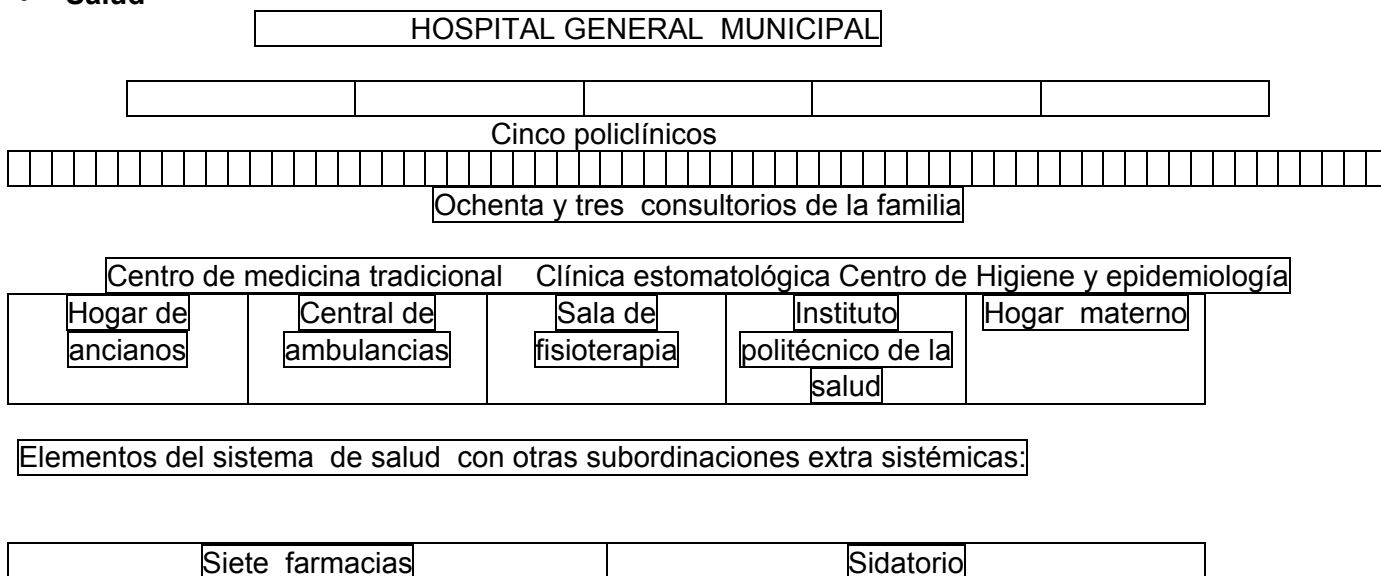 • Salud
HOSPITAL GENERAL MUNICIPAL
Cinco policlínicos
Ochenta y tres consultorios de la familia
Centro de medicina tradicional Clínica estomatológica Centro de Higiene y epidemiología
Hogar de ancianos
Central de ambulancias
Sala de fisioterapia
Instituto politécnico de la salud
Hogar materno
Elementos del sistema de salud con otras subordinaciones extra sistémicas:
Siete farmacias
Sidatorio